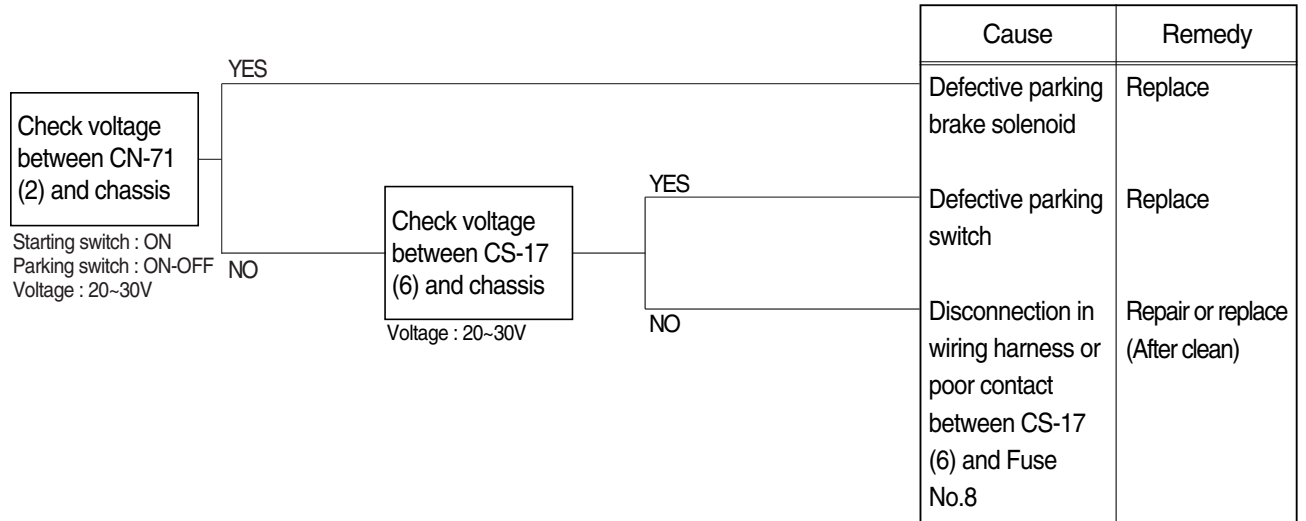 Cause
Remedy
YES
Check voltage
between CN-71
(2) and chassis
Starting switch : ON
Parking switch : ON-OFF
Voltage : 20~30V
NO
Check voltage
between CS-17
(6) and chassis
Voltage : 20~30V
YES
NO
Defective parking
brake solenoid
Replace
Defective parking
switch
Replace
Disconnection in
wiring harness or
poor contact
between CS-17
(6) and Fuse
No.8
Repair or replace
(After clean)